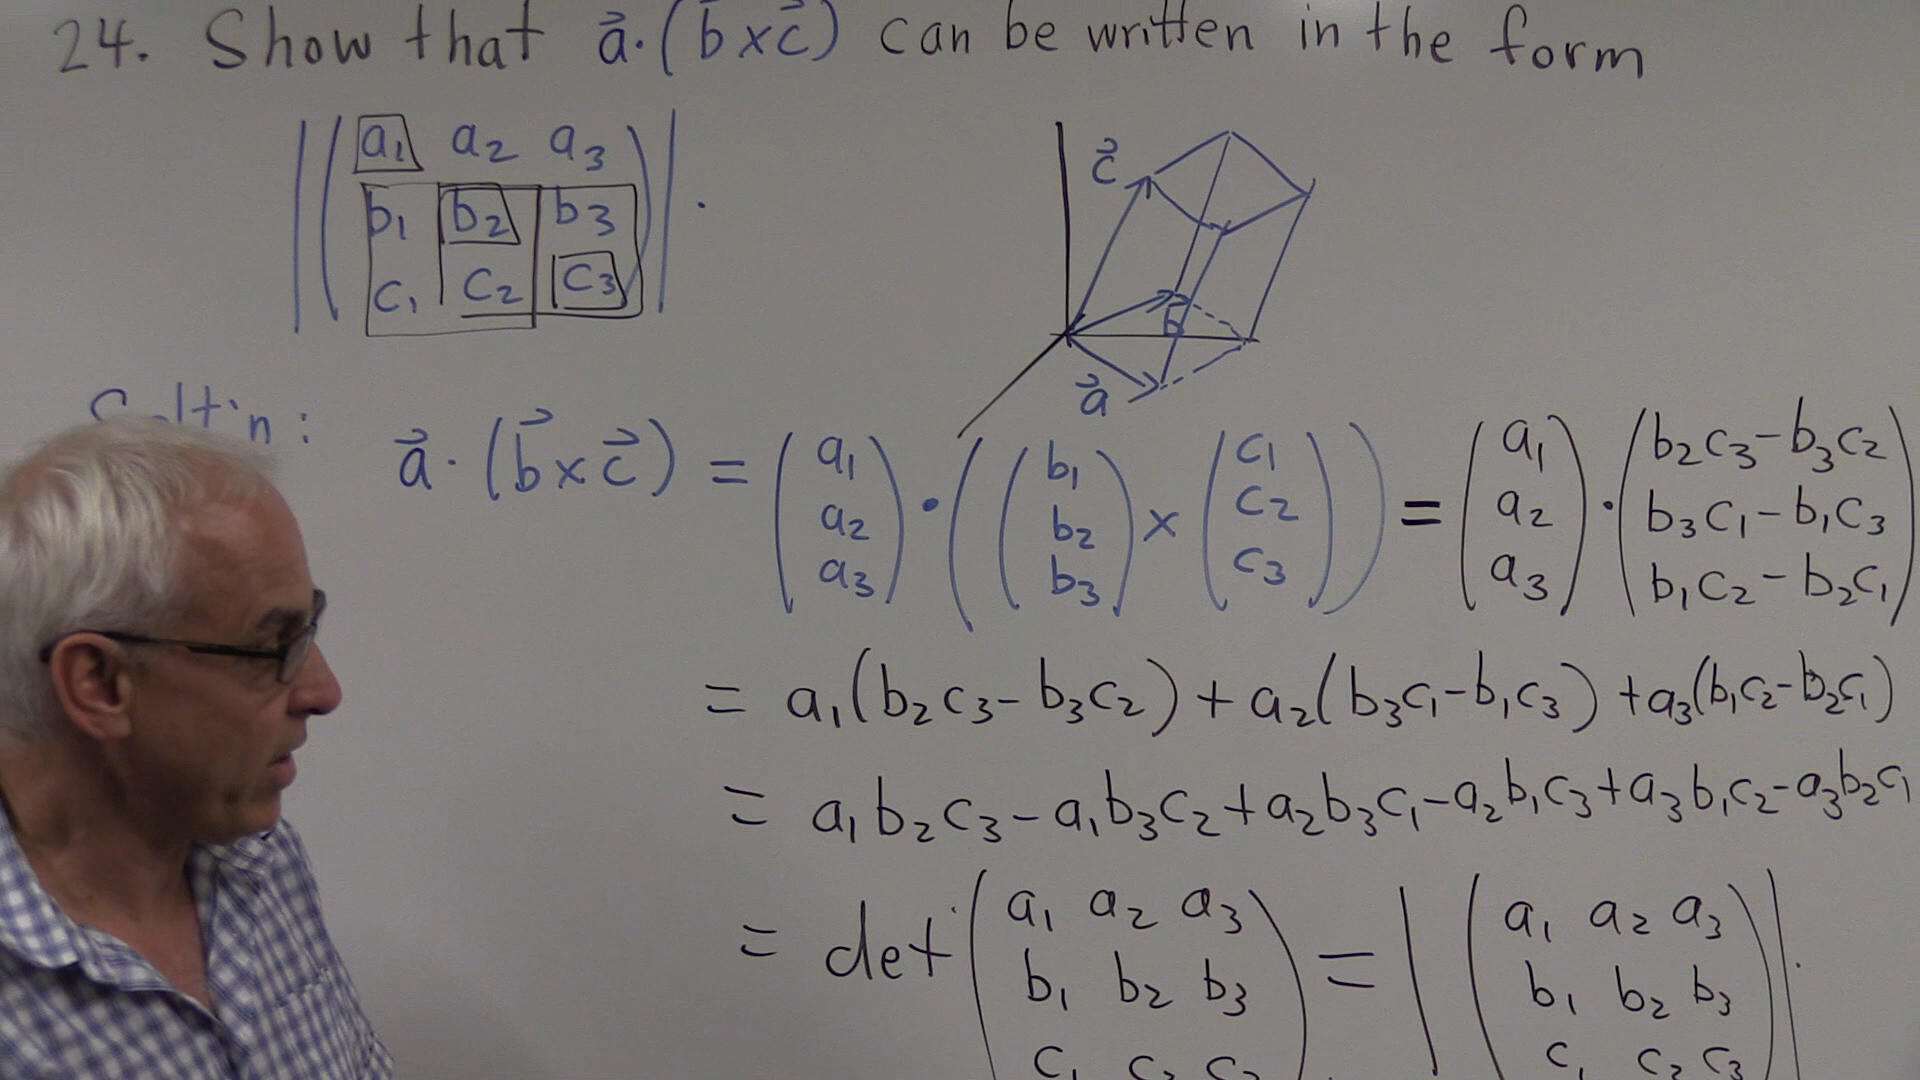 24. Show that a⃗·(b⃗×c⃗) can be written in the form
|( a₁ a₂ a₃
b₁ b₂ b₃
c₁ c₂ c₃ )|.
c⃗
b⃗
a⃗
a⃗·(b⃗×c⃗) = (a₁ a₂ a₃)·((b₁ b₂ b₃)×(c₁ c₂ c₃)) = (a₁ a₂ a₃)·(b₂c₃-b₃c₂ b₃c₁-b₁c₃ b₁c₂-b₂c₁)
= a₁(b₂c₃-b₃c₂)+a₂(b₃c₁-b₁c₃)+a₃(b₁c₂-b₂c₁)
= a₁b₂c₃-a₁b₃c₂+a₂b₃c₁-a₂b₁c₃+a₃b₁c₂-a₃b₂c₁
= det( a₁ a₂ a₃ = |( a₁ a₂ a₃ )|.
b₁ b₂ b₃ b₁ b₂ b₃
c₁ c₂ c₃ c₁ c₂ c₃